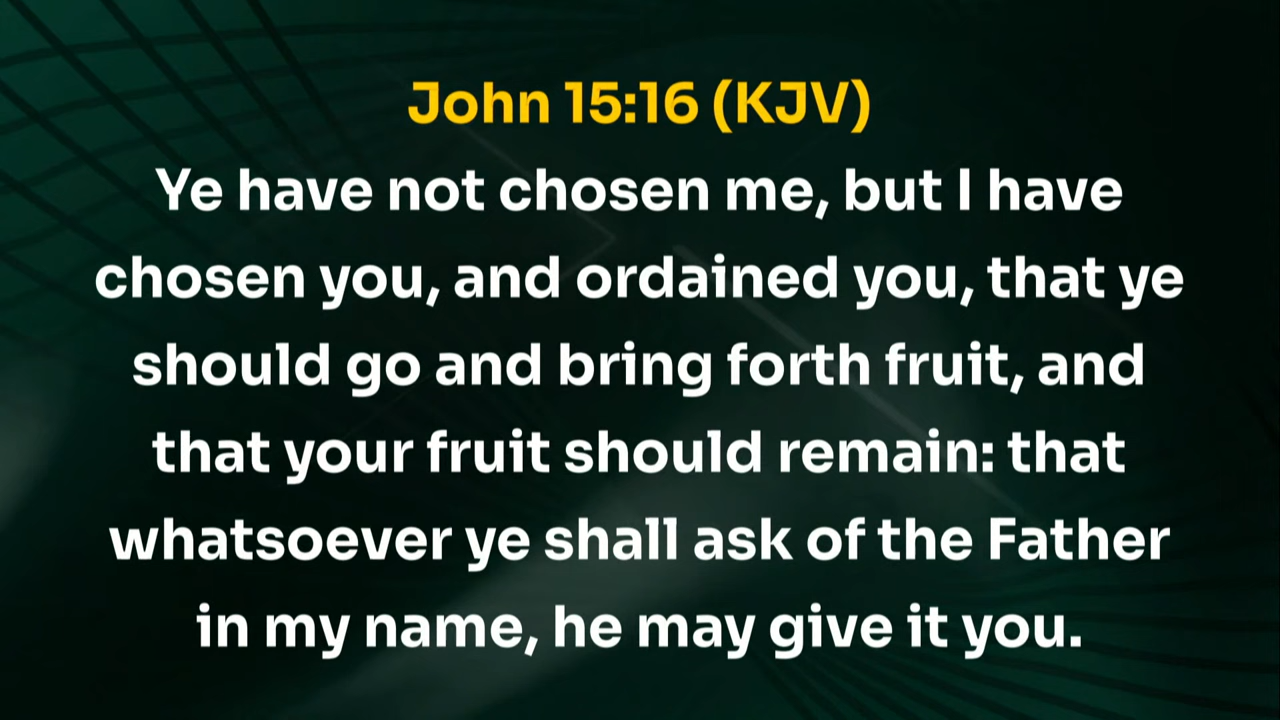 John 15:16 (KJV)
Ye have not chosen me, but I have
chosen you, and ordained you, that ye
should go and bring forth fruit, and
that your fruit should remain: that
whatsoever ye shall ask of the Father
in my name, he may give it you.